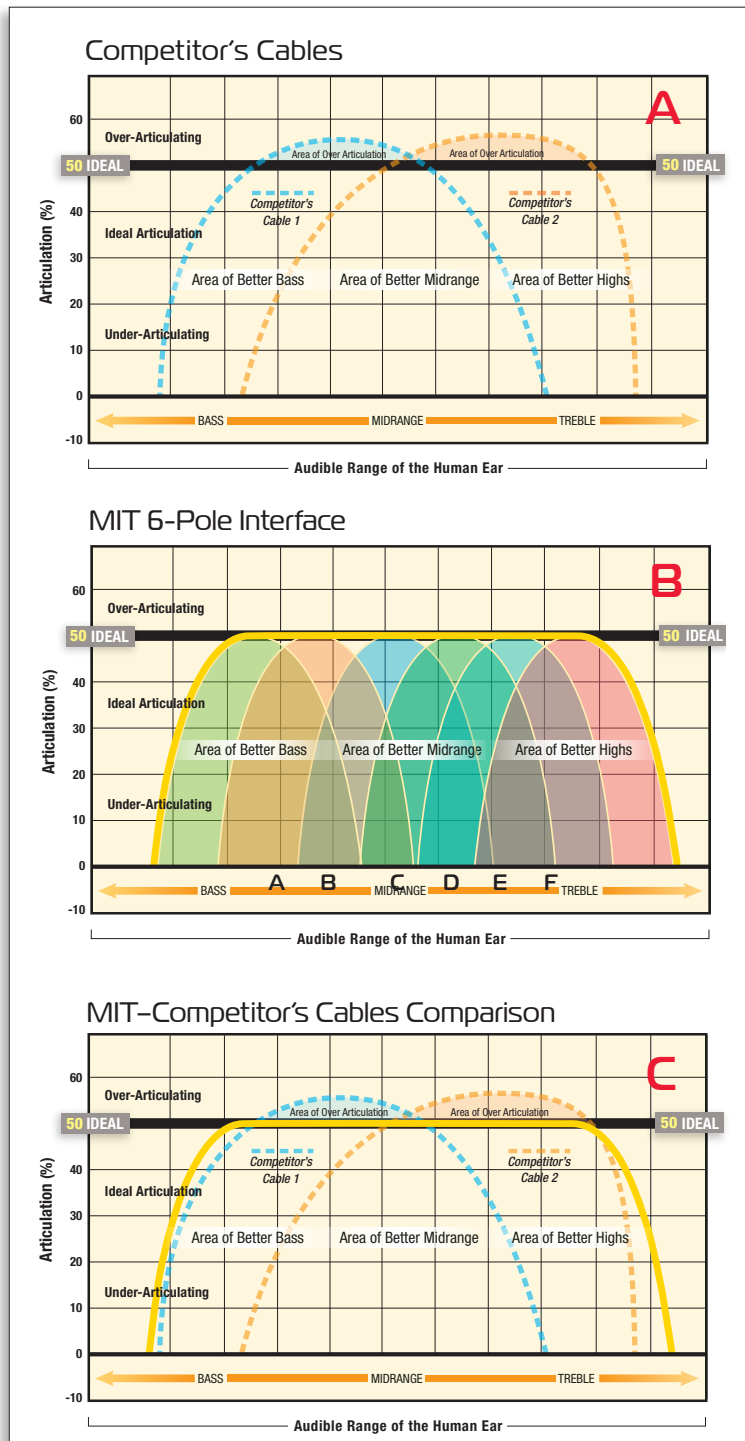 Competitor's Cables
A
60
Over-Articulating
Area of Over Articulation
Area of Over Articulation
50 IDEAL
50 IDEAL
Competitor's
Cable 1
Competitor's
Cable 2
40
Ideal Articulation
30
Area of Better Bass
Area of Better Midrange
Area of Better Highs
20
Under-Articulating
10
0
-10
Articulation (%)
BASS
MIDRANGE
TREBLE
Audible Range of the Human Ear
MIT 6-Pole Interface
B
60
Over-Articulating
50 IDEAL
50 IDEAL
40
Ideal Articulation
30
Area of Better Bass
Area of Better Midrange
Area of Better Highs
20
Under-Articulating
10
0
-10
Articulation (%)
A
B
C
D
E
F
BASS
MIDRANGE
TREBLE
Audible Range of the Human Ear
MIT–Competitor's Cables Comparison
C
60
Over-Articulating
Area of Over Articulation
Area of Over Articulation
50 IDEAL
50 IDEAL
Competitor's
Cable 1
Competitor's
Cable 2
40
Ideal Articulation
30
Area of Better Bass
Area of Better Midrange
Area of Better Highs
20
Under-Articulating
10
0
-10
Articulation (%)
BASS
MIDRANGE
TREBLE
Audible Range of the Human Ear